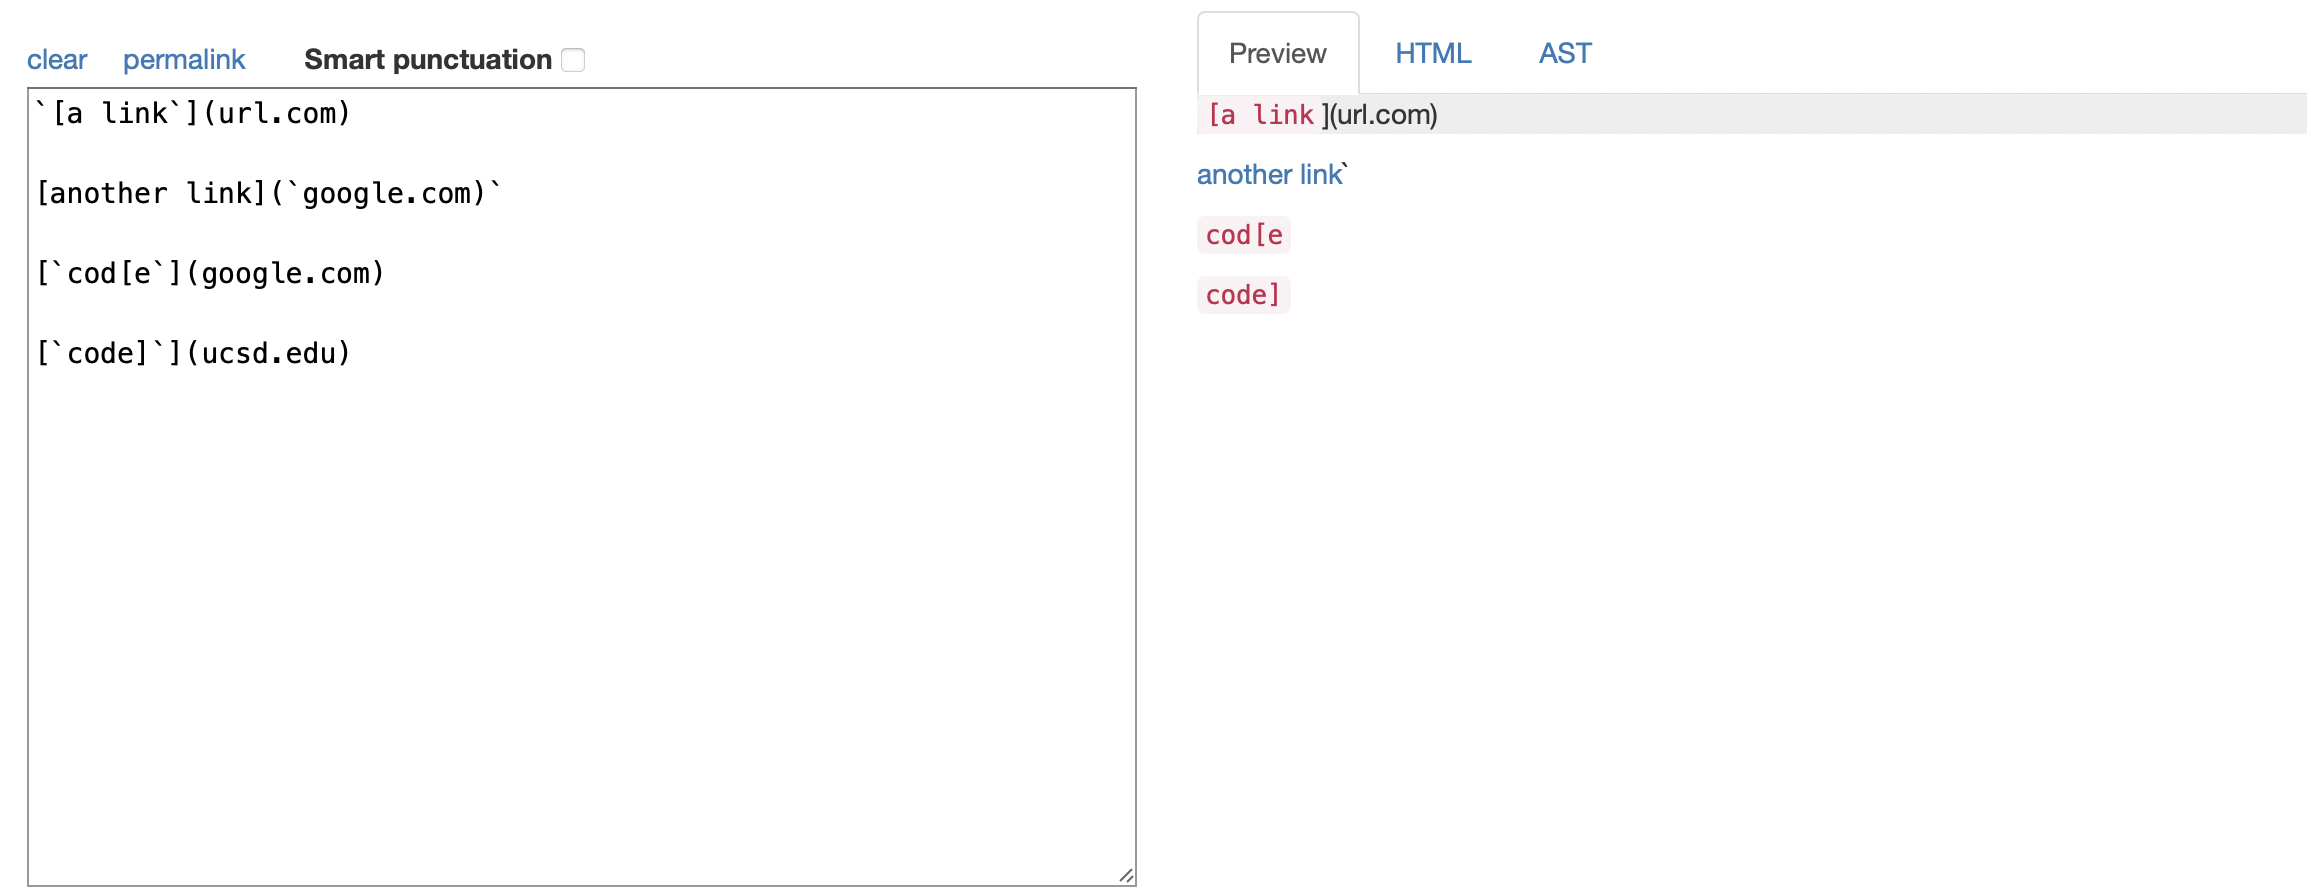 clear permalink Smart punctuation
`[a link`](url.com)
[another link](`google.com)`
[`cod[e`](google.com)
[`code]`](ucsd.edu)
Preview HTML AST
[a link](url.com)
another link`
cod[e
code]